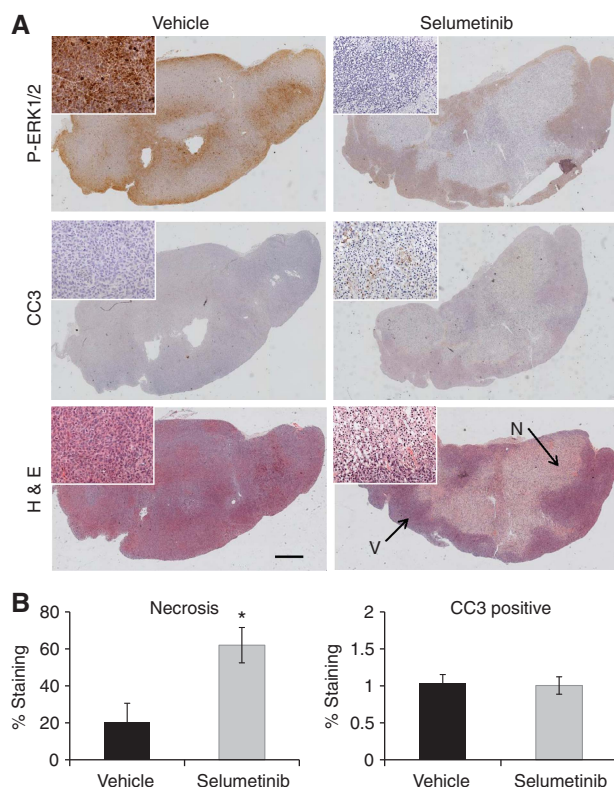 A
Vehicle
Selumetinib
P-ERK1/2
CC3
H & E
N
V
B
Necrosis
*
% Staining
80
60
40
20
0
Vehicle
Selumetinib
CC3 positive
% Staining
2
1.5
1
0.5
0
Vehicle
Selumetinib